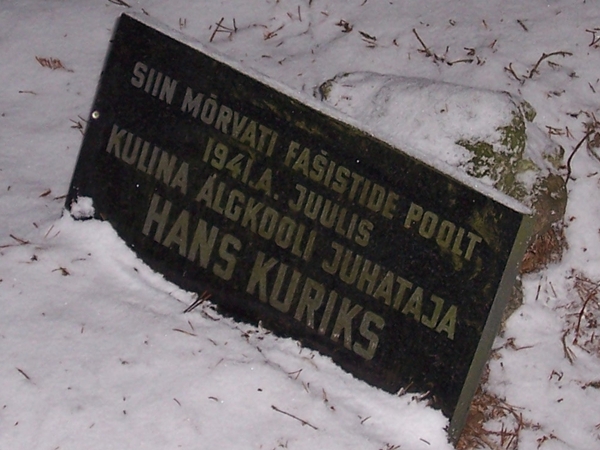 SIIN MÕRVATI FAŠISTIDE POOLT
1941.A. JUULIS
KULINA ALGKOOLI JUHATAJA
HANS KURIKS